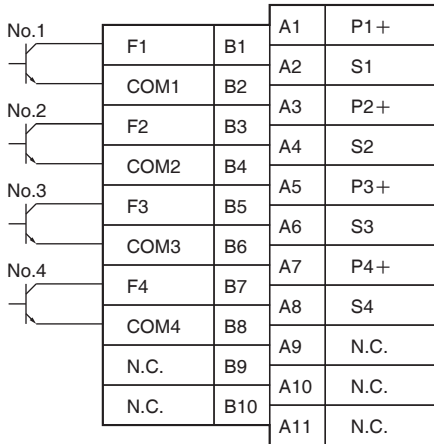 No.1
F1 B1
COM1 B2
No.2
F2 B3
COM2 B4
No.3
F3 B5
COM3 B6
No.4
F4 B7
COM4 B8
N.C. B9
N.C. B10
A1 P1+
A2 S1
A3 P2+
A4 S2
A5 P3+
A6 S3
A7 P4+
A8 S4
A9 N.C.
A10 N.C.
A11 N.C.